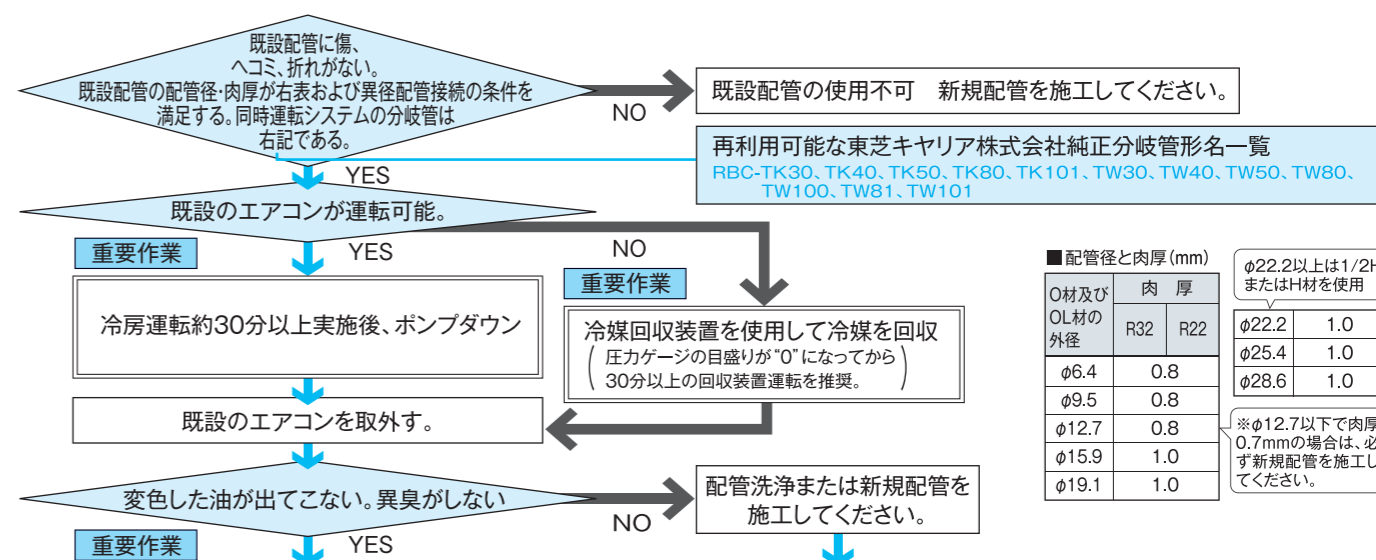 既設配管に傷、
ヘコミ、折れがない。
既設配管の配管径・肉厚が右表および異径配管接続の条件を
満足する。同時運転システムの分岐管は
右記である。
NO
既設配管の使用不可　新規配管を施工してください。
再利用可能な東芝キヤリア株式会社純正分岐管形名一覧
RBC-TK30、TK40、TK50、TK80、TK101、TW30、TW40、TW50、TW80、
TW100、TW81、TW101
YES
既設のエアコンが運転可能。
重要作業
YES
NO
重要作業
冷房運転約30分以上実施後、ポンプダウン
冷媒回収装置を使用して冷媒を回収
(圧力ゲージの目盛りが“0”になってから
30分以上の回収装置運転を推奨。)
既設のエアコンを取外す。
変色した油が出てこない。異臭がしない
NO
配管洗浄または新規配管を
施工してください。
重要作業
YES
■配管径と肉厚(mm)
O材及び
OL材の
外径
肉　厚
R32 R22
φ6.4 0.8
φ9.5 0.8
φ12.7 0.8
φ15.9 1.0
φ19.1 1.0
φ22.2以上は1/2H
またはH材を使用
φ22.2 1.0
φ25.4 1.0
φ28.6 1.0
※φ12.7以下で肉厚
0.7mmの場合は、必
ず新規配管を施工し
てください。